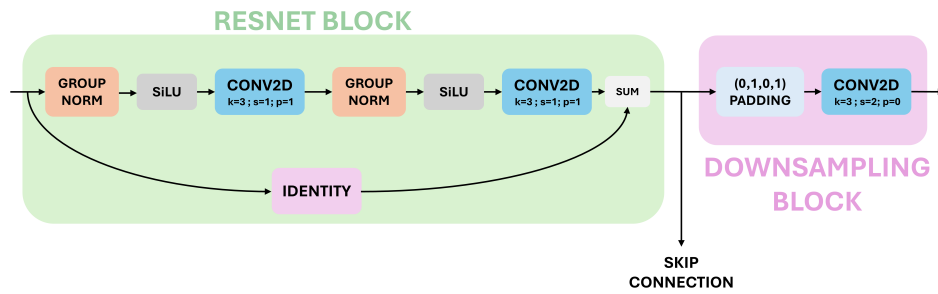 RESNET BLOCK
GROUP
NORM
SiLU
CONV2D
k=3 ; s=1; p=1
GROUP
NORM
SiLU
CONV2D
k=3 ; s=1; p=1
SUM
IDENTITY
(0,1,0,1)
PADDING
CONV2D
k=3 ; s=2; p=0
DOWNSAMPLING
BLOCK
SKIP
CONNECTION